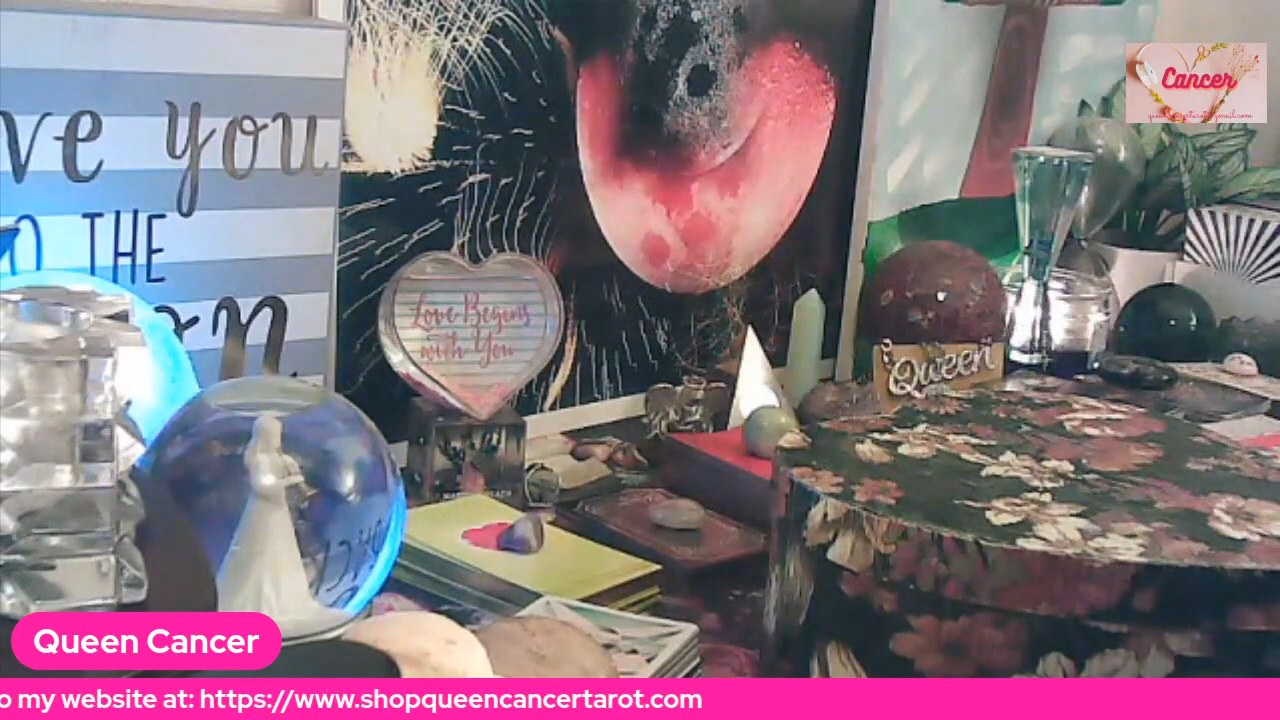 ve you
THE
Love Begins
with You
Queen
Cancer
Queen Cancer
o my website at: https://www.shopqueencancertarot.com